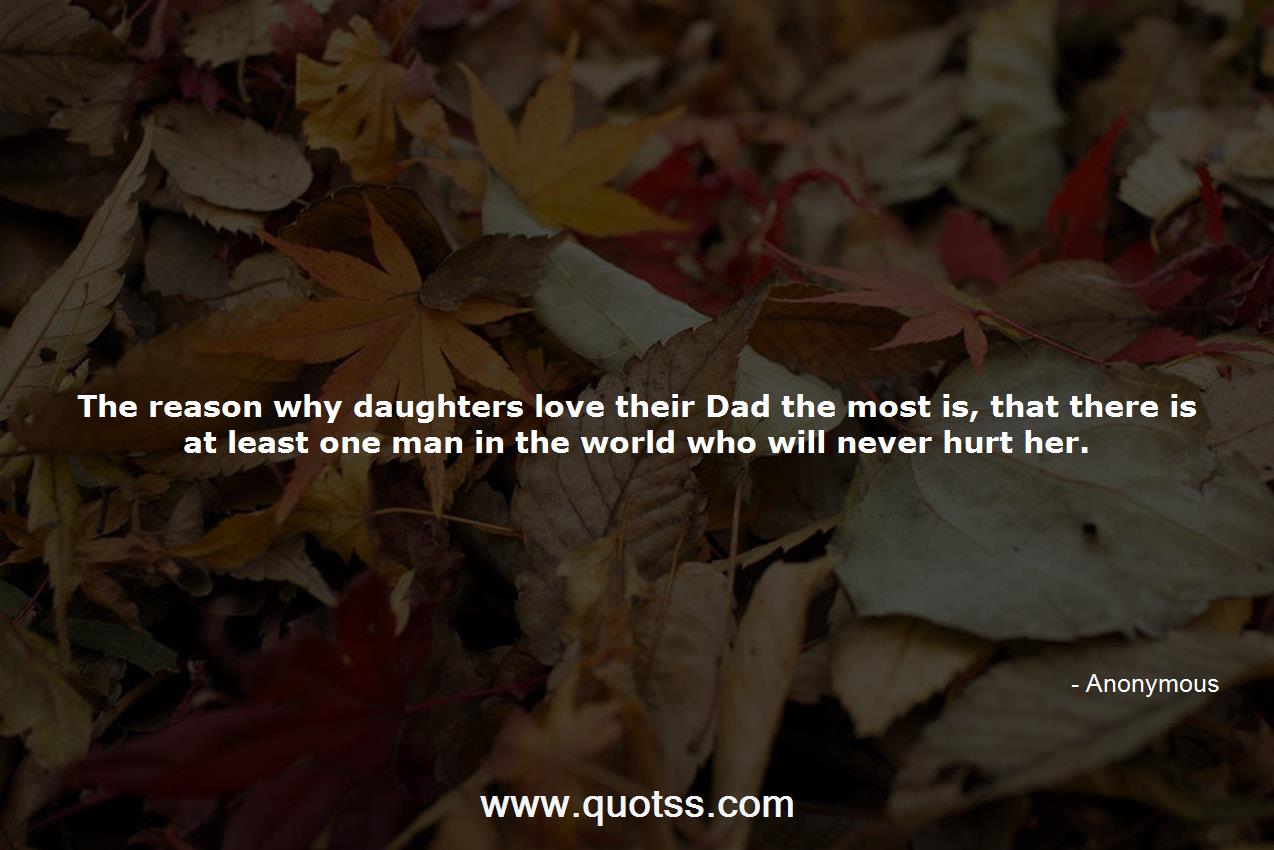 The reason why daughters love their Dad the most is, that there is
at least one man in the world who will never hurt her.
- Anonymous
www.quotss.com